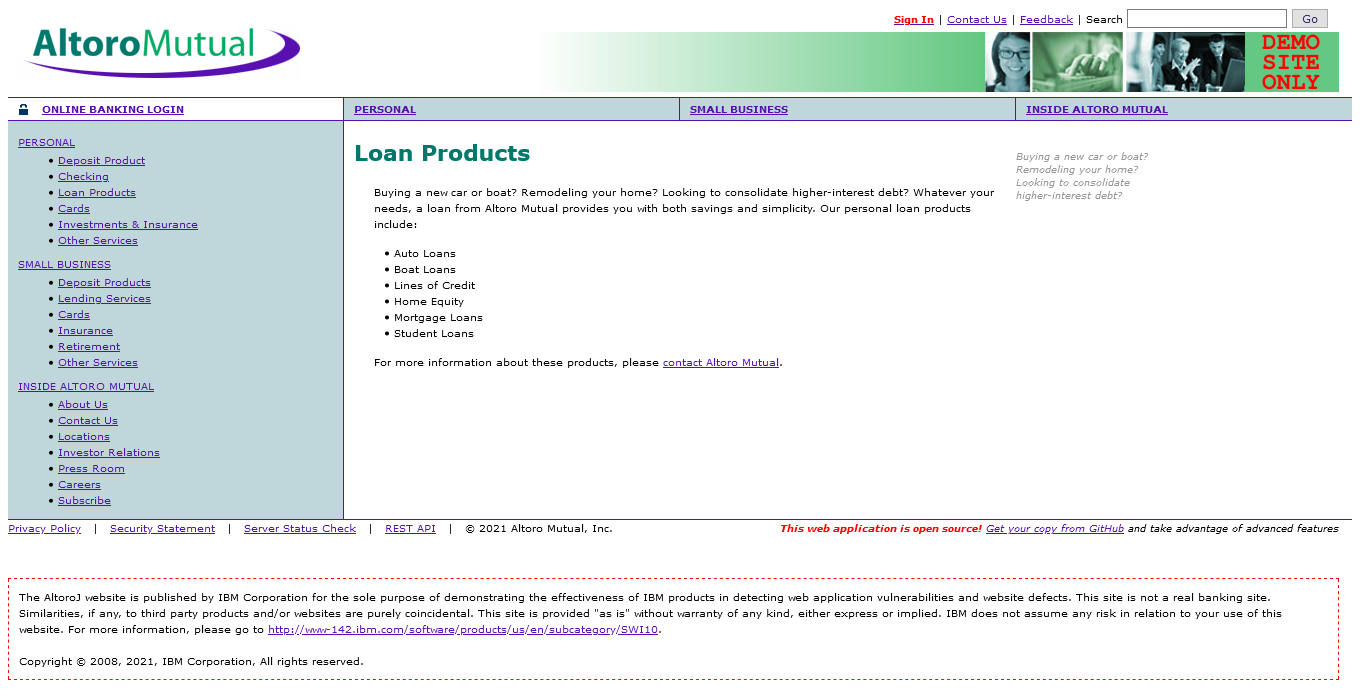 Sign In | Contact Us | Feedback | Search Go
AltoroMutual
DEMO
SITE
ONLY
ONLINE BANKING LOGIN
PERSONAL
SMALL BUSINESS
INSIDE ALTORO MUTUAL
PERSONAL
• Deposit Product
• Checking
• Loan Products
• Cards
• Investments & Insurance
• Other Services
SMALL BUSINESS
• Deposit Products
• Lending Services
• Cards
• Insurance
• Retirement
• Other Services
INSIDE ALTORO MUTUAL
• About Us
• Contact Us
• Locations
• Investor Relations
• Press Room
• Careers
• Subscribe
Loan Products
Buying a new car or boat? Remodeling your home? Looking to consolidate higher-interest debt? Whatever your
needs, a loan from Altoro Mutual provides you with both savings and simplicity. Our personal loan products
include:
• Auto Loans
• Boat Loans
• Lines of Credit
• Home Equity
• Mortgage Loans
• Student Loans
For more information about these products, please contact Altoro Mutual.
Buying a new car or boat?
Remodeling your home?
Looking to consolidate
higher-interest debt?
Privacy Policy | Security Statement | Server Status Check | REST API | © 2021 Altoro Mutual, Inc.
This web application is open source! Get your copy from GitHub and take advantage of advanced features
The AltoroJ website is published by IBM Corporation for the sole purpose of demonstrating the effectiveness of IBM products in detecting web application vulnerabilities and website defects. This site is not a real banking site.
Similarities, if any, to third party products and/or websites are purely coincidental. This site is provided "as is" without warranty of any kind, either express or implied. IBM does not assume any risk in relation to your use of this
website. For more information, please go to http://www-142.ibm.com/software/products/us/en/subcategory/SWI10.
Copyright © 2008, 2021, IBM Corporation, All rights reserved.